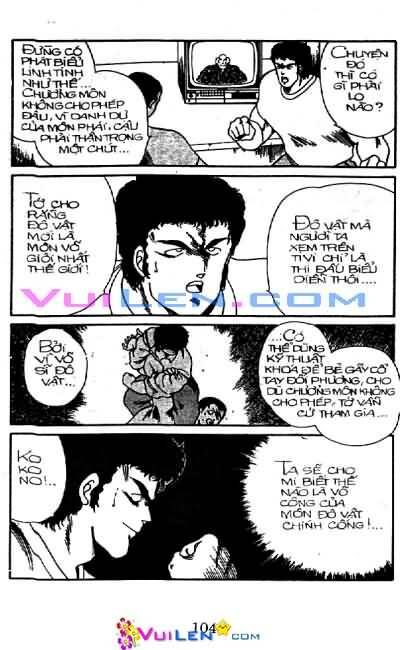 ĐỪNG CÓ
PHÁT BIỂU
LINH TINH
NHƯ THẾ...
CHƯƠNG MÔN
KHÔNG CHO PHÉP
ĐÂU, VÌ DANH DỰ
CỦA MÔN PHÁI, CẬU
PHẢI THẬN TRỌNG
MỘT CHÚT...
CHUYỆN
ĐÓ
THÌ CÓ
GÌ PHẢI
LO
NÀO?
TỚ CHO
RẰNG
ĐÔ VẬT
MỚI LÀ
MÔN VÕ
GIỎI NHẤT
THẾ GIỚI!
ĐÔ VẬT MÀ
NGƯỜI TA
XEM TRÊN
TIVI CHỈ LÀ
THI ĐẤU BIỂU
DIỄN THÔI....
VUILEN.COM
BỞI
VÌ VÕ
SĨ ĐÔ
VẬT...
...CÓ
THỂ DÙNG
KỸ THUẬT
KHÓA ĐỂ BẺ GÃY CỔ
TAY ĐỐI PHƯƠNG, CHO
DÙ CHƯƠNG MÔN KHÔNG
CHO PHÉP, TỚ VẪN
CỨ THAM GIA...
KO
KO
NO!..
TA SẼ CHO
MI BIẾT THẾ
NÀO LÀ VÕ
CÔNG CỦA
MÔN ĐÔ VẬT
CHÍNH CÔNG!...
104
VUILEN.COM